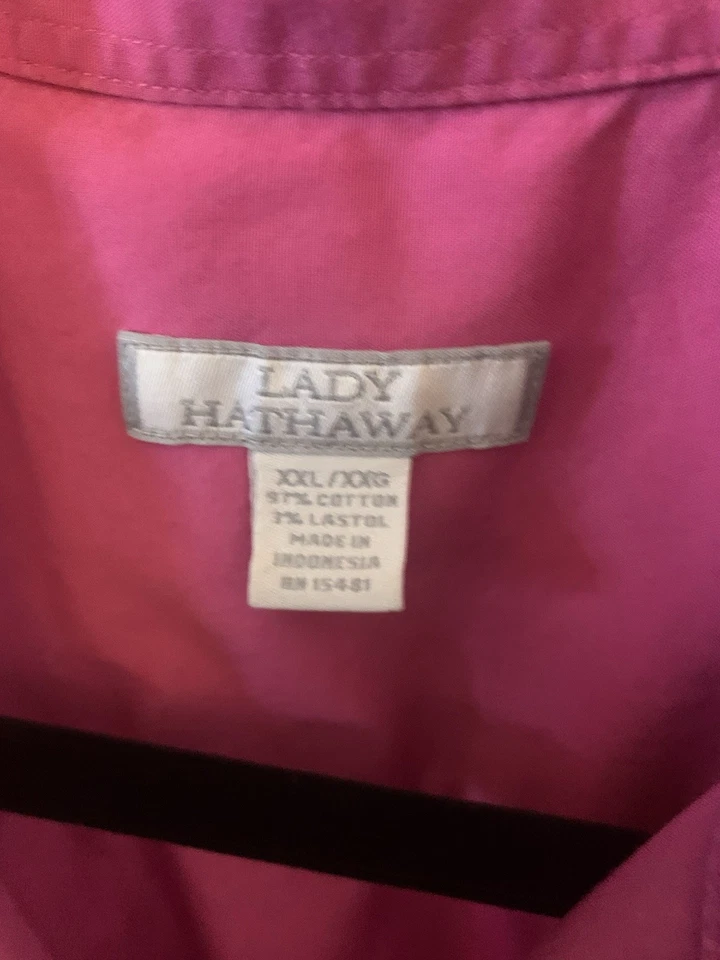 LADY
HATHAWAY
XXL/XXG
97% COTTON
3% LASTOL
MADE IN
INDONESIA
RN 15481